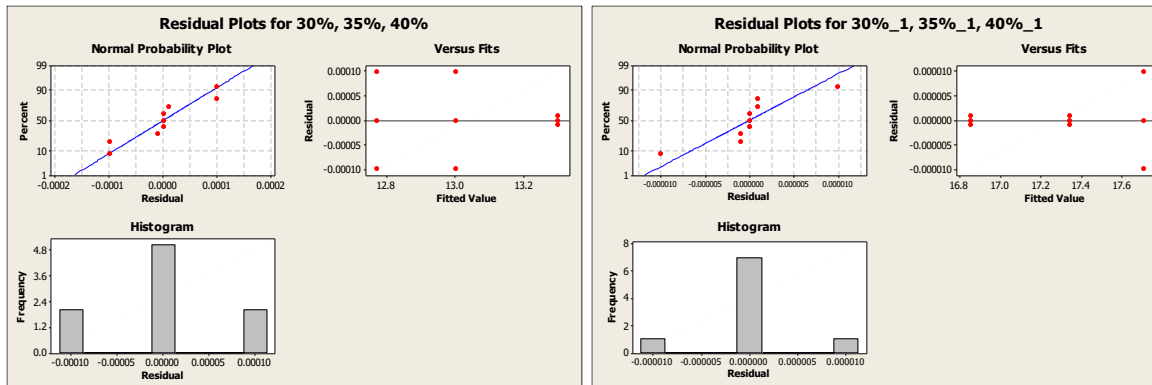 Residual Plots for 30%, 35%, 40%
Normal Probability Plot
Versus Fits
99
90
50
10
1
Percent
-0.0002 -0.0001 0.0000 0.0001 0.0002
Residual
0.00010
0.00005
0.00000
-0.00005
-0.00010
Residual
12.8 13.0 13.2
Fitted Value
Histogram
4.8
3.6
2.4
1.2
0.0
Frequency
-0.00010 -0.00005 0.00000 0.00005 0.00010
Residual
Residual Plots for 30%_1, 35%_1, 40%_1
Normal Probability Plot
Versus Fits
99
90
50
10
1
Percent
-0.000010 -0.000005 0.000000 0.000005 0.000010
Residual
0.000010
0.000005
0.000000
-0.000005
-0.000010
Residual
16.8 17.0 17.2 17.4 17.6
Fitted Value
Histogram
8
6
4
2
0
Frequency
-0.000010 -0.000005 0.000000 0.000005 0.000010
Residual